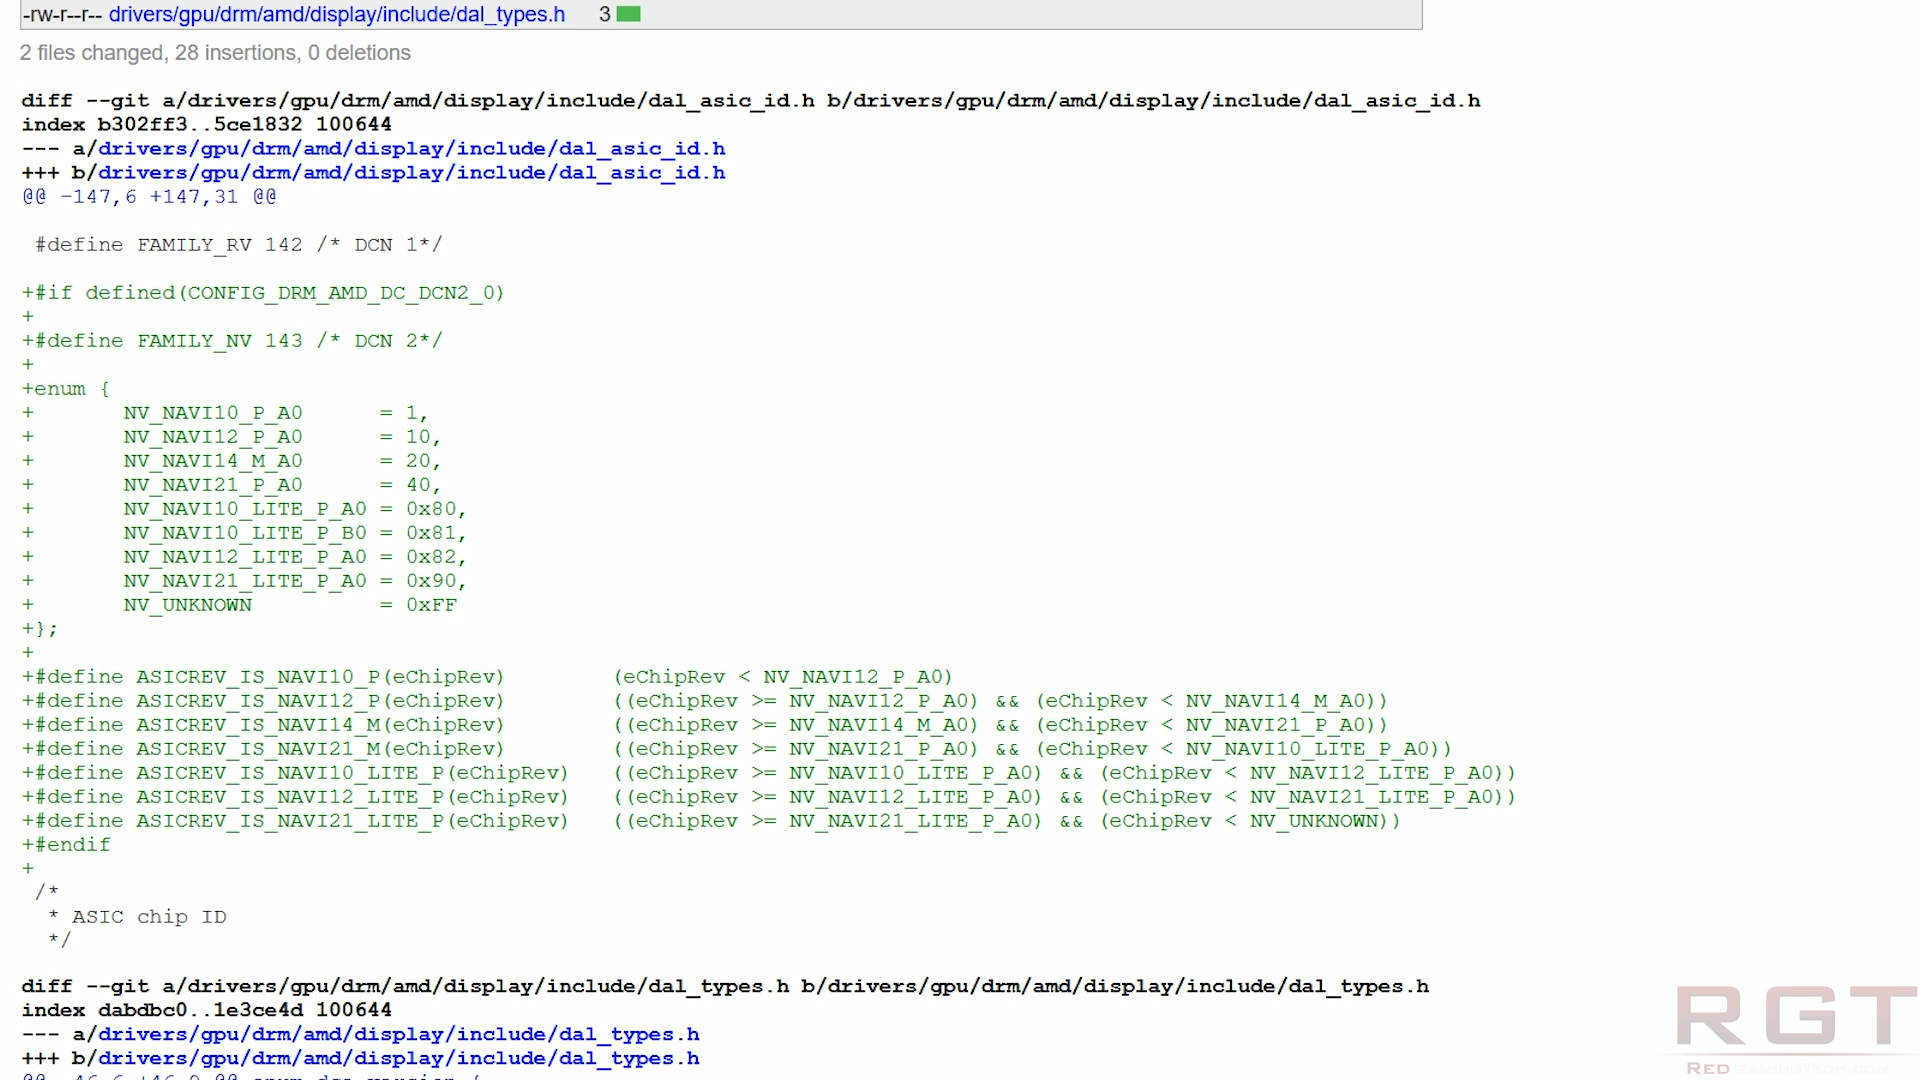 -rw-r--r-- drivers/gpu/drm/amd/display/include/dal_types.h 3
2 files changed, 28 insertions, 0 deletions
diff --git a/drivers/gpu/drm/amd/display/include/dal_asic_id.h b/drivers/gpu/drm/amd/display/include/dal_asic_id.h
index b302ff3..5ce1832 100644
--- a/drivers/gpu/drm/amd/display/include/dal_asic_id.h
+++ b/drivers/gpu/drm/amd/display/include/dal_asic_id.h
@@ -147,6 +147,31 @@
#define FAMILY_RV 142 /* DCN 1*/
+#if defined(CONFIG_DRM_AMD_DC_DCN2_0)
+
+#define FAMILY_NV 143 /* DCN 2*/
+
+enum {
+ NV_NAVI10_P_A0 = 1,
+ NV_NAVI12_P_A0 = 10,
+ NV_NAVI14_M_A0 = 20,
+ NV_NAVI21_P_A0 = 40,
+ NV_NAVI10_LITE_P_A0 = 0x80,
+ NV_NAVI10_LITE_P_B0 = 0x81,
+ NV_NAVI12_LITE_P_A0 = 0x82,
+ NV_NAVI21_LITE_P_A0 = 0x90,
+ NV_UNKNOWN = 0xFF
+};
+
+#define ASICREV_IS_NAVI10_P(eChipRev) (eChipRev < NV_NAVI12_P_A0)
+#define ASICREV_IS_NAVI12_P(eChipRev) ((eChipRev >= NV_NAVI12_P_A0) && (eChipRev < NV_NAVI14_M_A0))
+#define ASICREV_IS_NAVI14_M(eChipRev) ((eChipRev >= NV_NAVI14_M_A0) && (eChipRev < NV_NAVI21_P_A0))
+#define ASICREV_IS_NAVI21_M(eChipRev) ((eChipRev >= NV_NAVI21_P_A0) && (eChipRev < NV_NAVI10_LITE_P_A0))
+#define ASICREV_IS_NAVI10_LITE_P(eChipRev) ((eChipRev >= NV_NAVI10_LITE_P_A0) && (eChipRev < NV_NAVI12_LITE_P_A0))
+#define ASICREV_IS_NAVI12_LITE_P(eChipRev) ((eChipRev >= NV_NAVI12_LITE_P_A0) && (eChipRev < NV_NAVI21_LITE_P_A0))
+#define ASICREV_IS_NAVI21_LITE_P(eChipRev) ((eChipRev >= NV_NAVI21_LITE_P_A0) && (eChipRev < NV_UNKNOWN))
+#endif
+
/*
* ASIC chip ID
*/
diff --git a/drivers/gpu/drm/amd/display/include/dal_types.h b/drivers/gpu/drm/amd/display/include/dal_types.h
index dabdbc0..1e3ce4d 100644
--- a/drivers/gpu/drm/amd/display/include/dal_types.h
+++ b/drivers/gpu/drm/amd/display/include/dal_types.h
RGT
RED